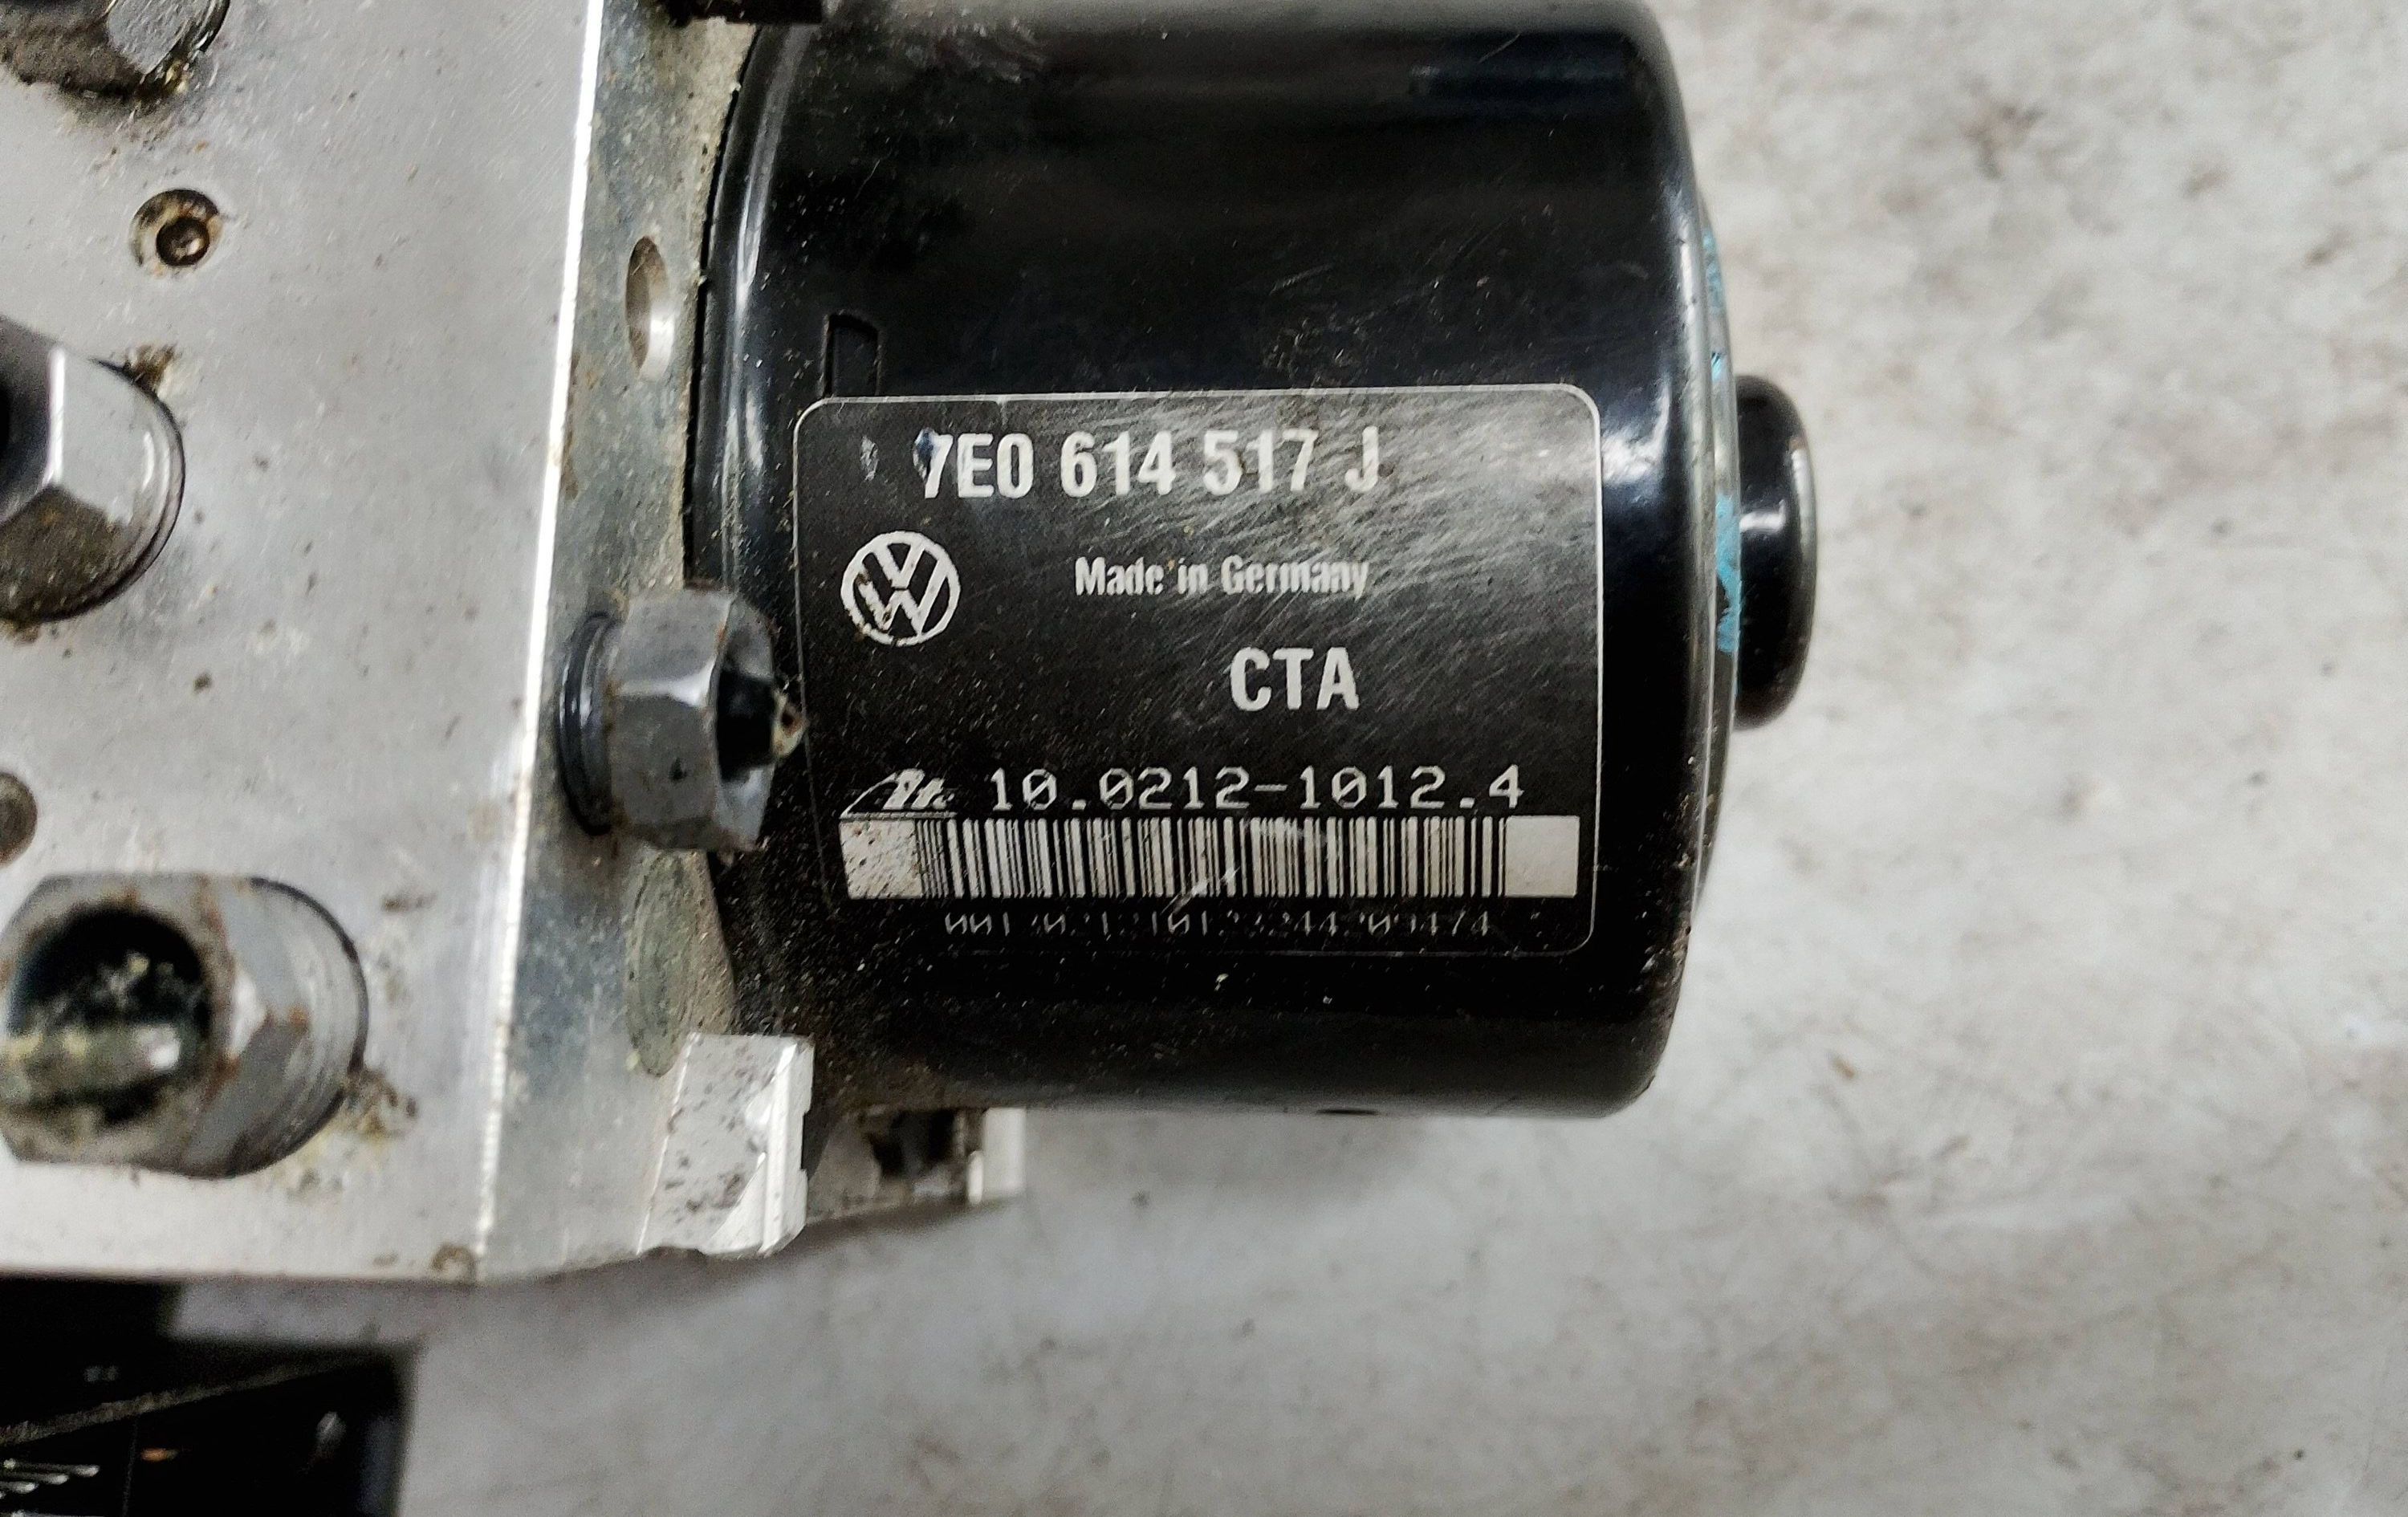 7E0 614 517 J
Made in Germany
CTA
10.0212-1012.4